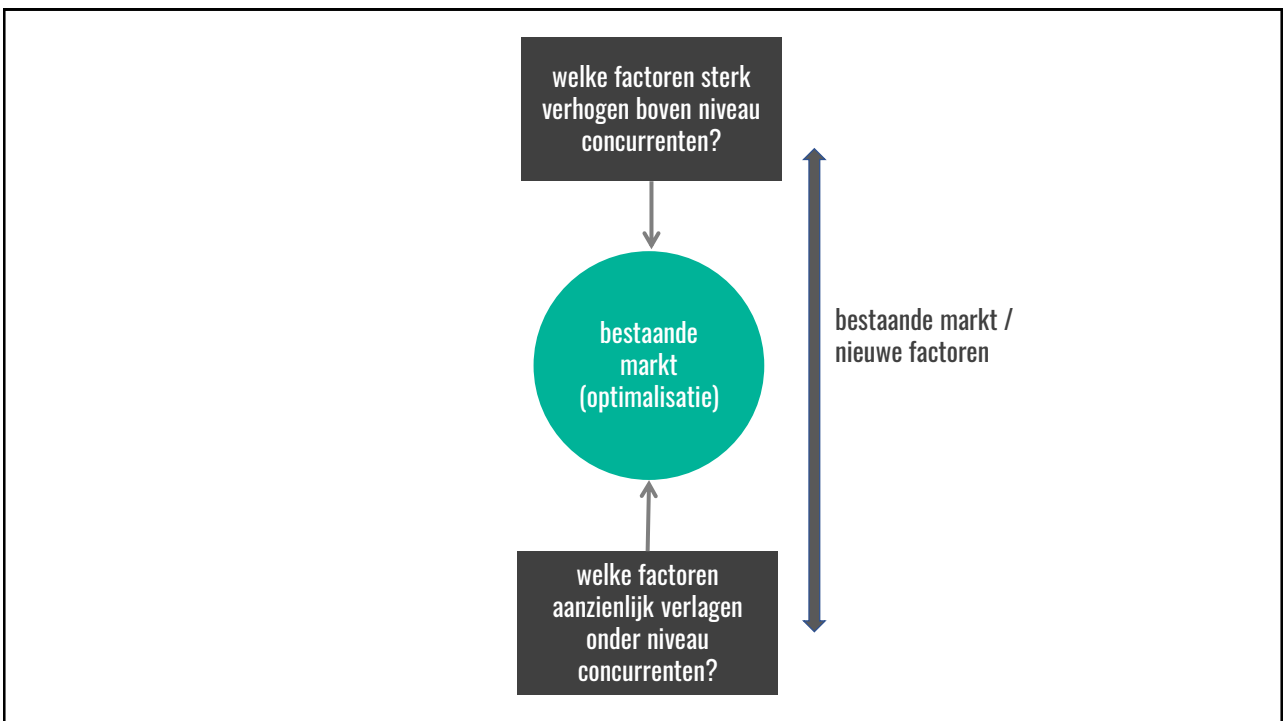 welke factoren sterk
verhogen boven niveau
concurrenten?
bestaande
markt
(optimalisatie)
bestaande markt /
nieuwe factoren
welke factoren
aanzienlijk verlagen
onder niveau
concurrenten?